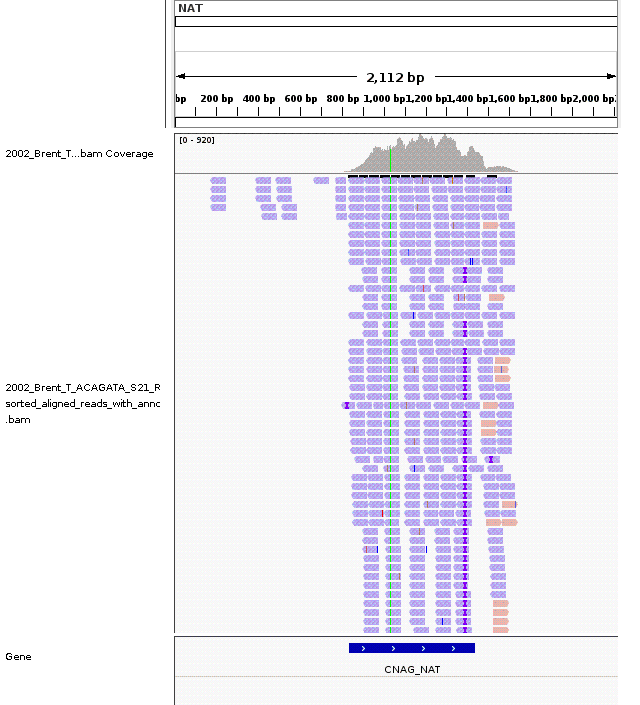 NAT
2,112 bp
bp 200 bp 400 bp 600 bp 800 bp 1,000 bp 1,200 bp 1,400 bp 1,600 bp 1,800 bp 2,000 bp
[0 - 920]
2002_Brent_T...bam Coverage
2002_Brent_T_ACAGATA_S21_R
sorted_aligned_reads_with_annc
.bam
Gene
CNAG_NAT